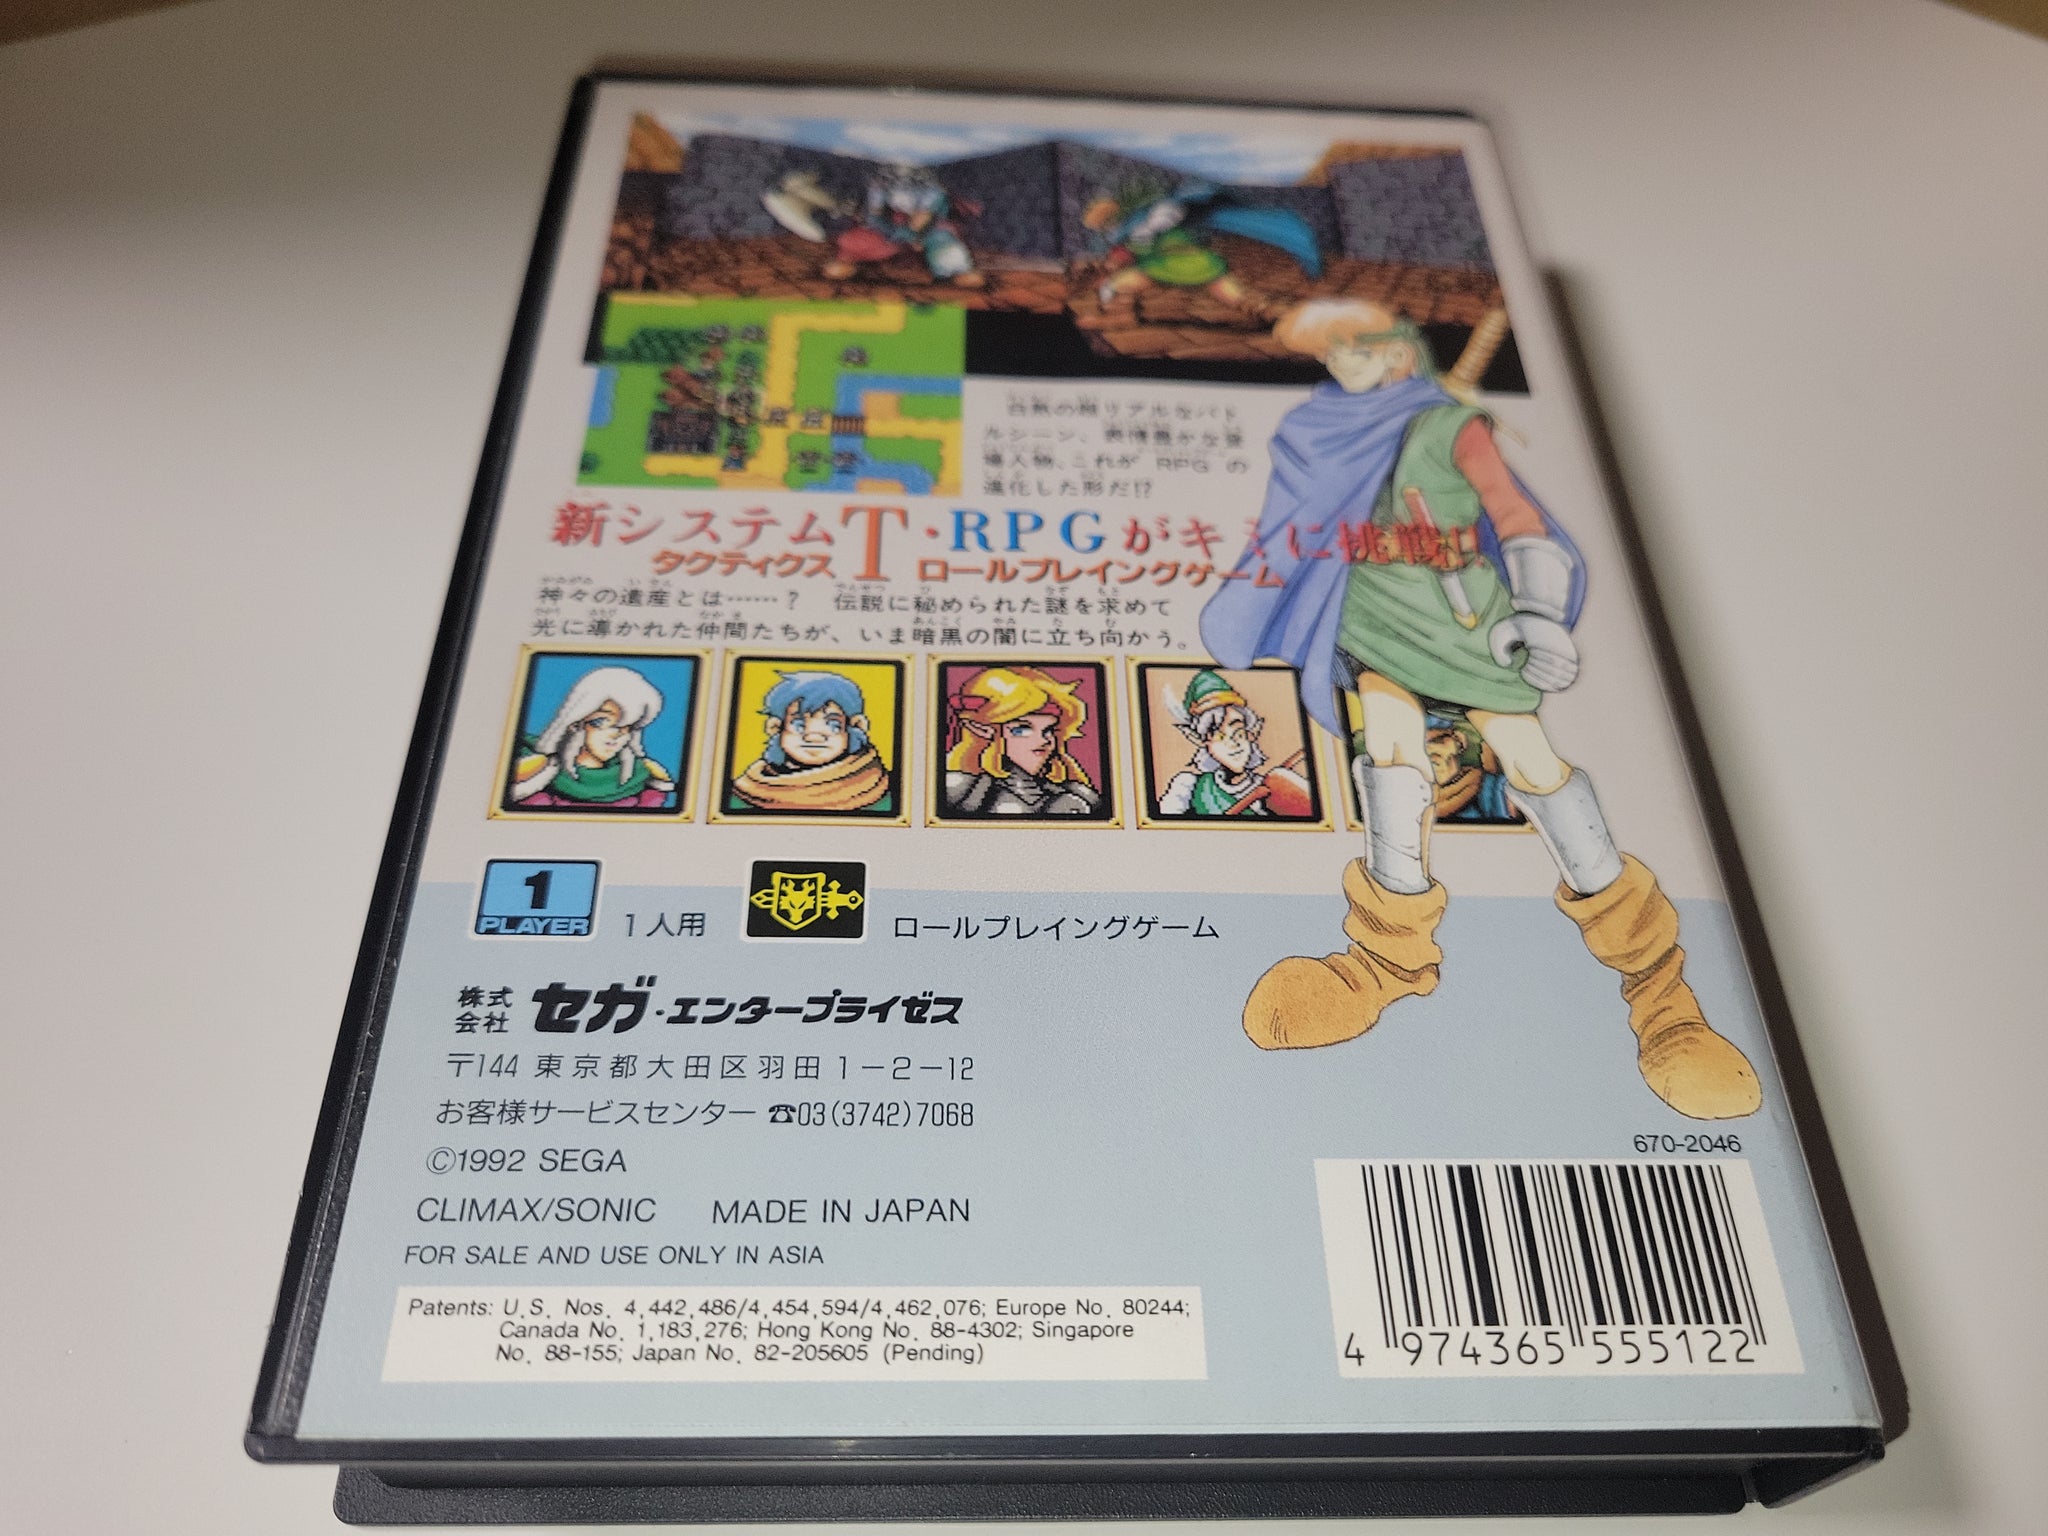 白熱の超リアルなバト
ルシーン、表情豊かな登
場人物、これが RPG の
進化した形だ!?
新システムT・RPGがキミに挑戦!!
タクティクス ロールプレイングゲーム
神々の遺産とは……？ 伝説に秘められた謎を求めて
光に導かれた仲間たちが、いま暗黒の闇に立ち向かう。
1 PLAYER 1人用 ロールプレイングゲーム
株式会社 セガ・エンタープライゼス
〒144 東京都大田区羽田1-2-12
お客様サービスセンター ☎03(3742)7068
©1992 SEGA
CLIMAX/SONIC MADE IN JAPAN
FOR SALE AND USE ONLY IN ASIA
Patents: U.S. Nos. 4,442,486/4,454,594/4,462,076; Europe No. 80244;
Canada No. 1,183,276; Hong Kong No. 88-4302; Singapore
No. 88-155; Japan No. 82-205605 (Pending)
670-2046
4 974365 555122